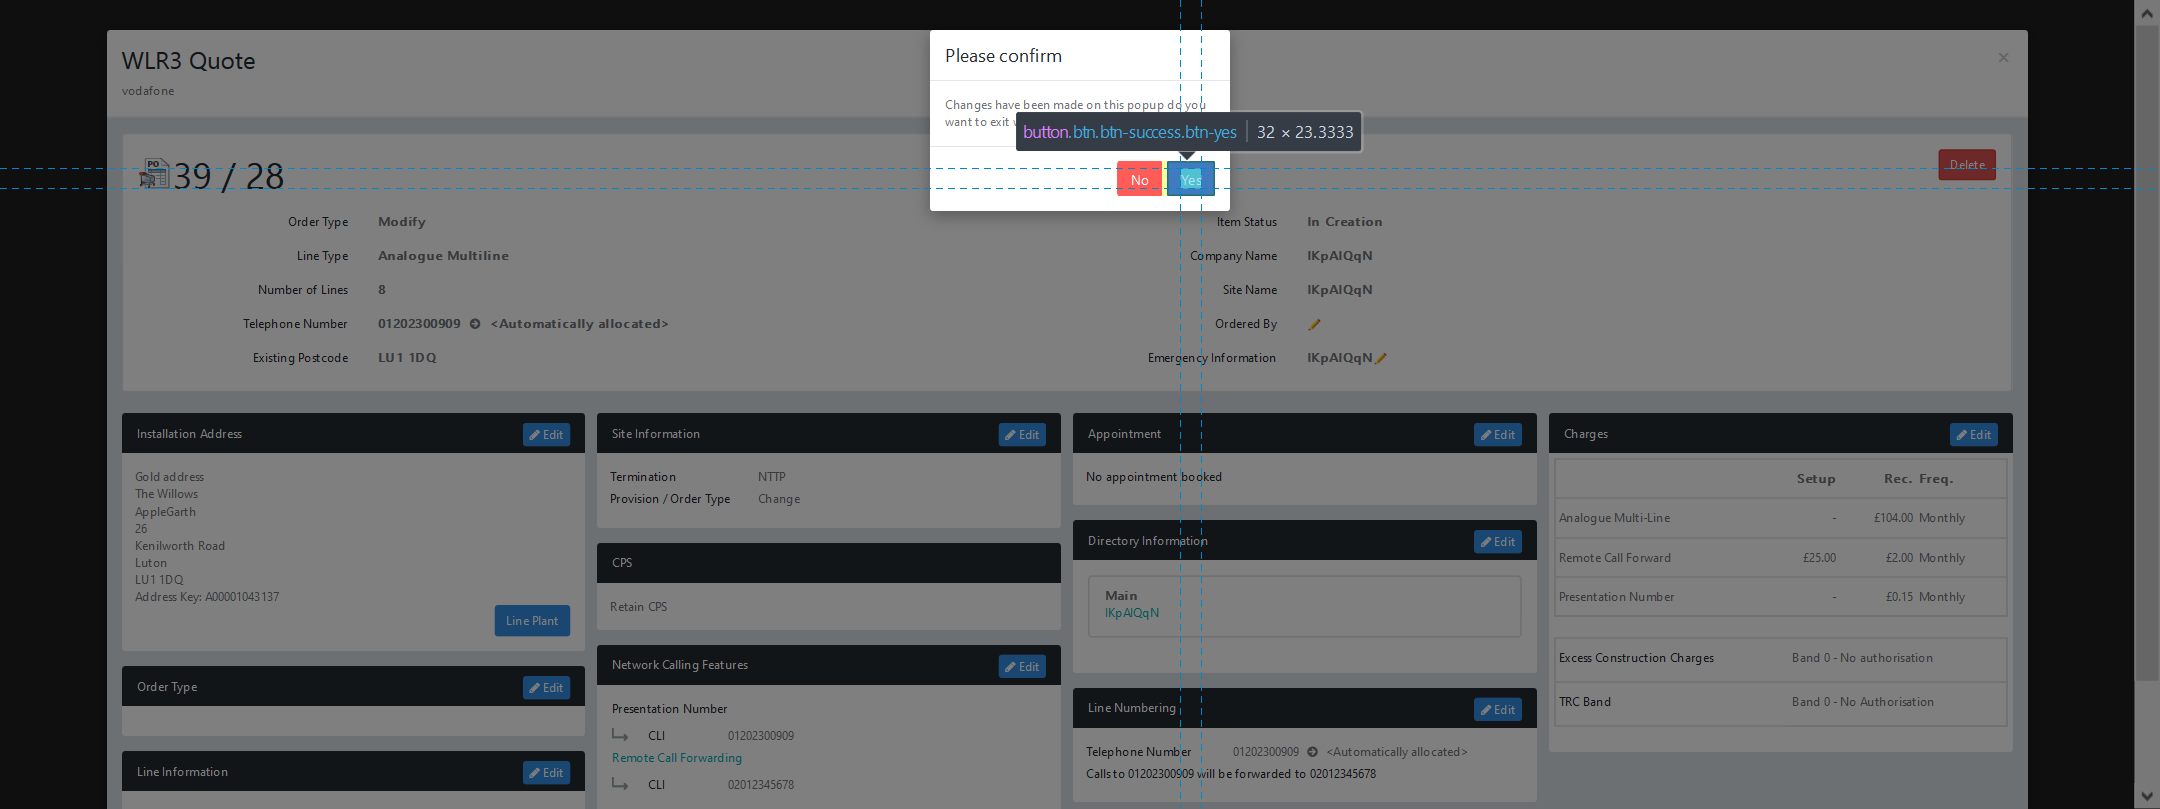 WLR3 Quote
vodafone
×
Please confirm
Changes have been made on this popup do you
want to exit
button.btn.btn-success.btn-yes 32 × 23.3333
No Yes
PO
39 / 28
Delete
Order Type Modify
Line Type Analogue Multiline
Number of Lines 8
Telephone Number 01202300909 <Automatically allocated>
Existing Postcode LU1 1DQ
Item Status In Creation
Company Name IKpAIQqN
Site Name IKpAIQqN
Ordered By
Emergency Information IKpAIQqN
Installation Address Edit
Gold address
The Willows
AppleGarth
26
Kenilworth Road
Luton
LU1 1DQ
Address Key: A00001043137
Line Plant
Order Type Edit
Line Information Edit
Site Information Edit
Termination NTTP
Provision / Order Type Change
CPS
Retain CPS
Network Calling Features Edit
Presentation Number
CLI 01202300909
Remote Call Forwarding
CLI 02012345678
Appointment Edit
No appointment booked
Directory Information Edit
Main
IKpAIQqN
Line Numbering Edit
Telephone Number 01202300909 <Automatically allocated>
Calls to 01202300909 will be forwarded to 02012345678
Charges Edit
Setup Rec. Freq.
Analogue Multi-Line - £104.00 Monthly
Remote Call Forward £25.00 £2.00 Monthly
Presentation Number - £0.15 Monthly
Excess Construction Charges Band 0 - No authorisation
TRC Band Band 0 - No Authorisation